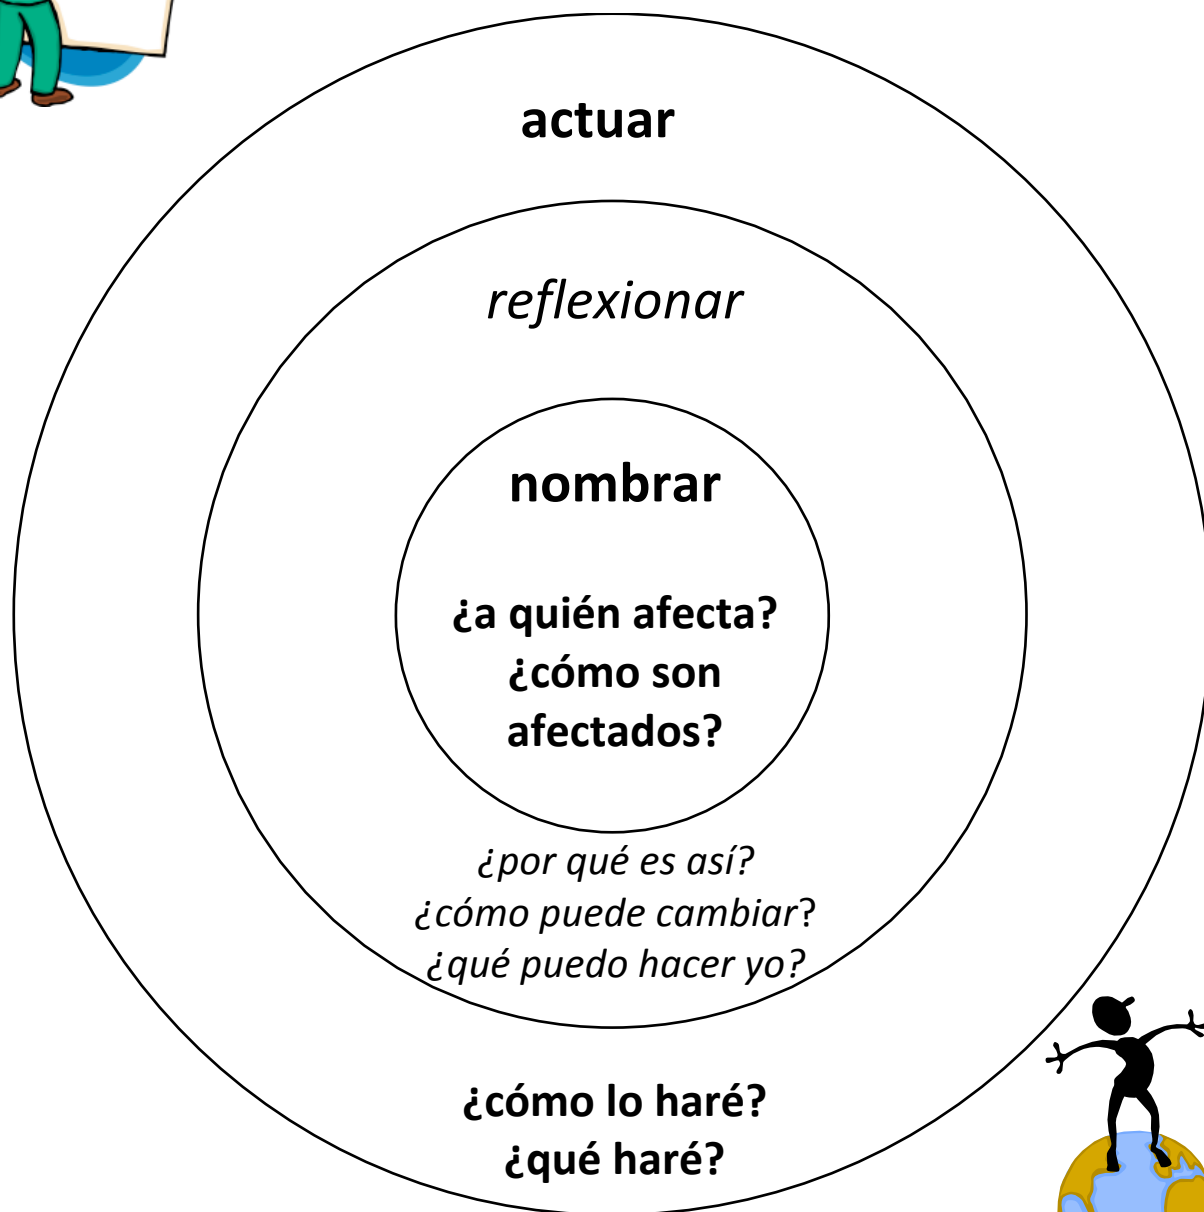 actuar
reflexionar
nombrar
¿a quién afecta?
¿cómo son
afectados?
¿por qué es así?
¿cómo puede cambiar?
¿qué puedo hacer yo?
¿cómo lo haré?
¿qué haré?